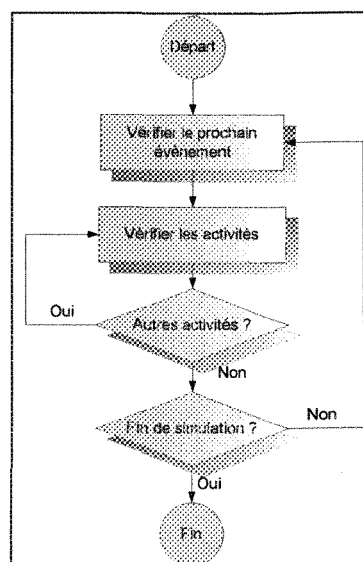 Départ
Vérifier le prochain
évènement
Vérifier les activités
Oui
Autres activités ?
Non
Fin de simulation ?
Non
Oui
Fin